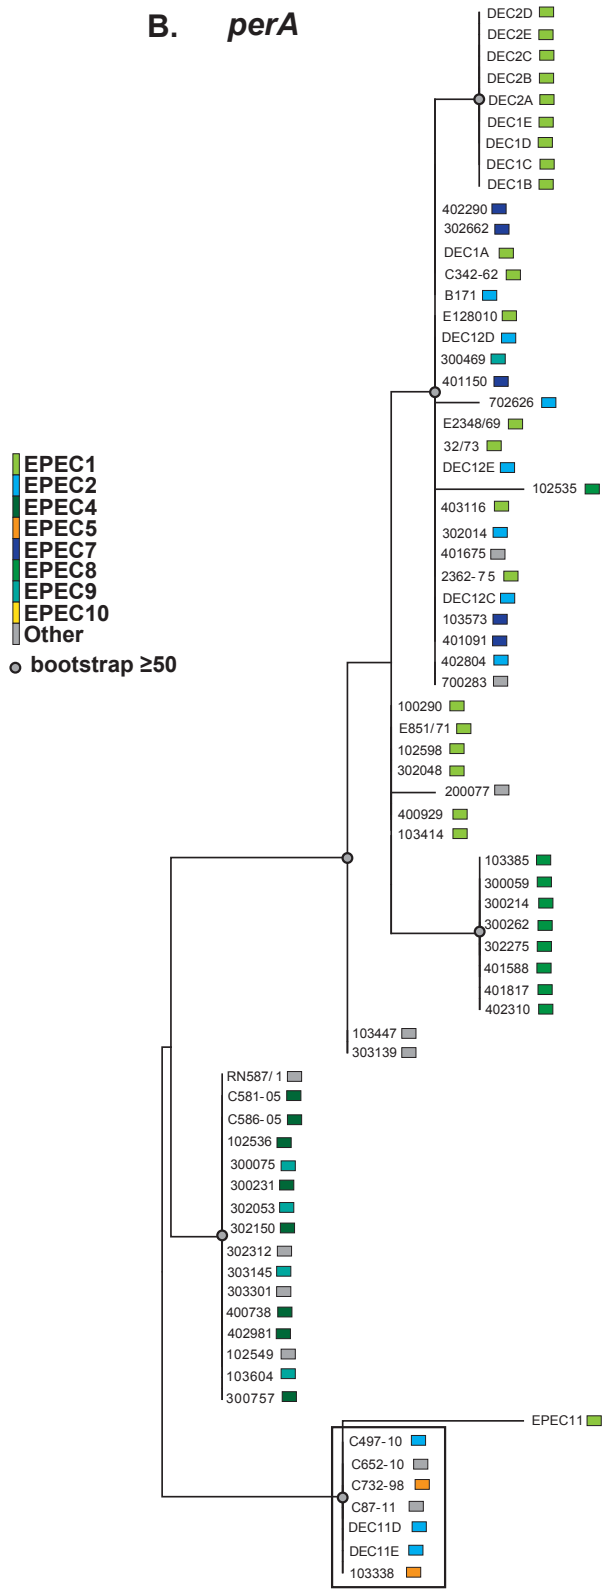 B. perA
DEC2D
DEC2E
DEC2C
DEC2B
DEC2A
DEC1E
DEC1D
DEC1C
DEC1B
402290
302662
DEC1A
C342-62
B171
E128010
DEC12D
300469
401150
702626
E2348/69
32/73
DEC12E
102535
403116
302014
401675
2362-75
DEC12C
103573
401091
402804
700283
EPEC1
EPEC2
EPEC4
EPEC5
EPEC7
EPEC8
EPEC9
EPEC10
Other
bootstrap ≥50
100290
E851/71
102598
302048
200077
400929
103414
103385
300059
300214
300262
302275
401588
401817
402310
103447
303139
RN587/1
C581-05
C586-05
102536
300075
300231
302053
302150
302312
303145
303301
400738
402981
102549
103604
300757
EPEC11
C497-10
C652-10
C732-98
C87-11
DEC11D
DEC11E
103338